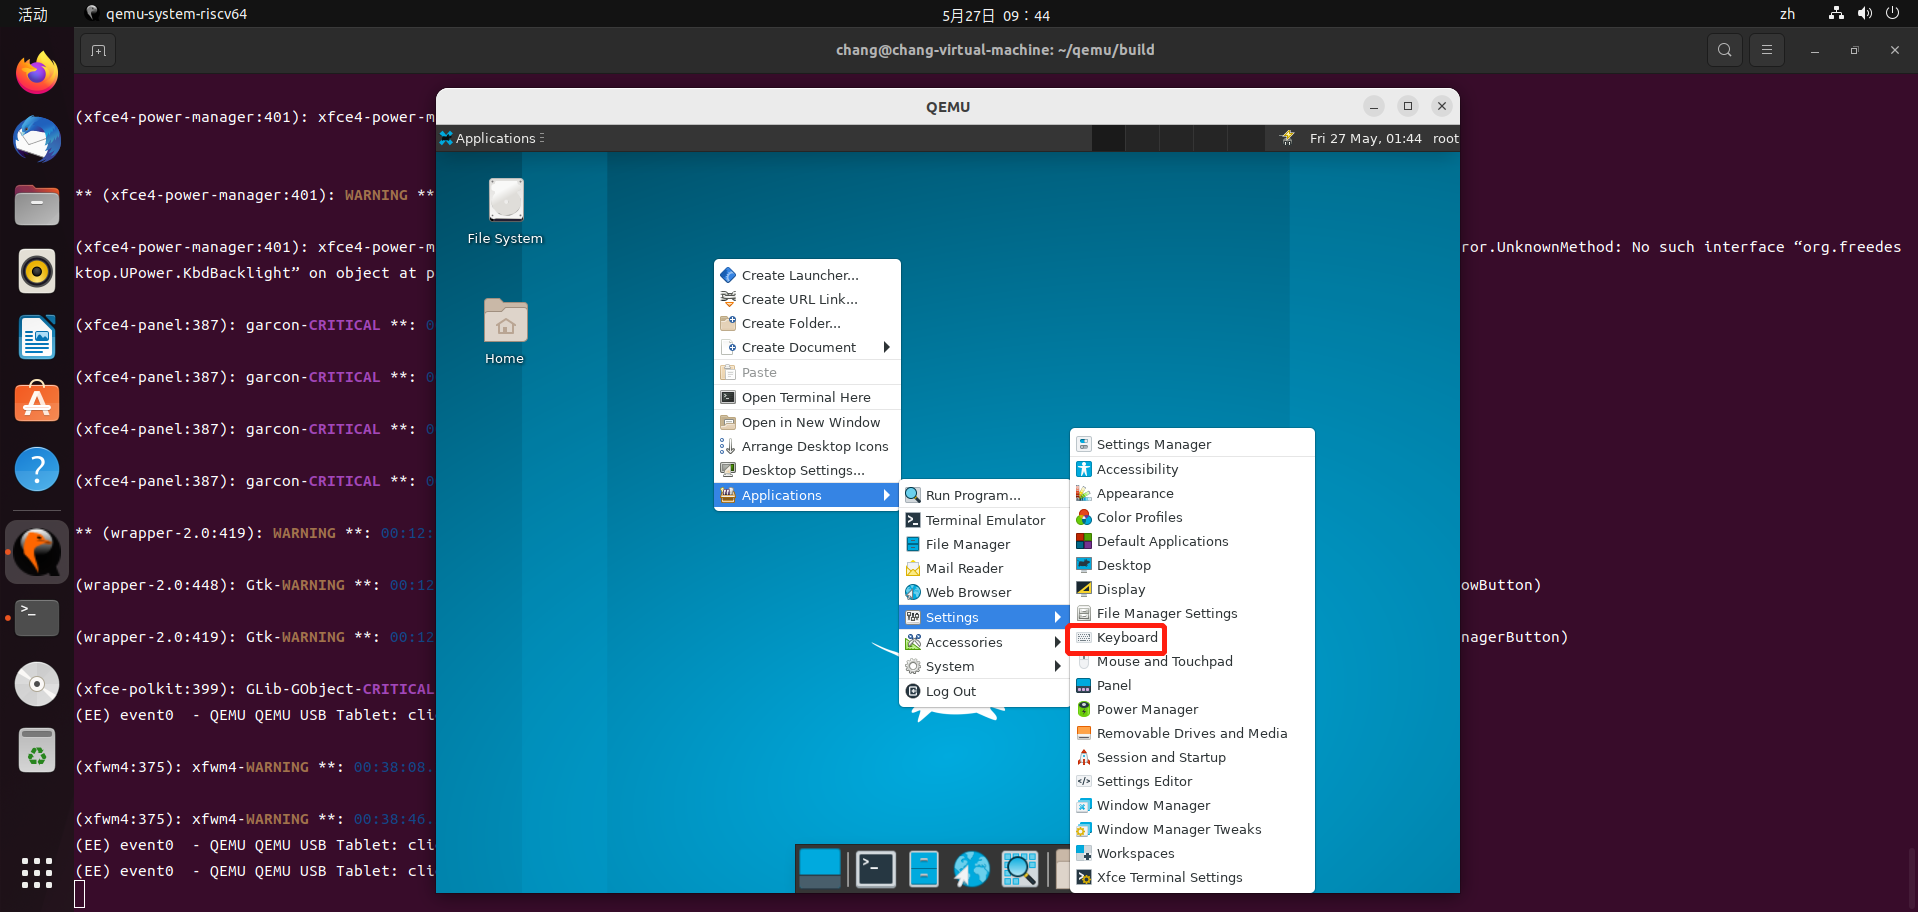 活动
qemu-system-riscv64
5月27日 09：44
zh
chang@chang-virtual-machine: ~/qemu/build
(xfce4-power-manager:401): xfce4-power-m
** (xfce4-power-manager:401): WARNING **
(xfce4-power-manager:401): xfce4-power-m
ror.UnknownMethod: No such interface “org.freedes
ktop.UPower.KbdBacklight” on object at p
(xfce4-panel:387): garcon-CRITICAL **: 0
(xfce4-panel:387): garcon-CRITICAL **: 0
(xfce4-panel:387): garcon-CRITICAL **: 0
(xfce4-panel:387): garcon-CRITICAL **: 0
** (wrapper-2.0:419): WARNING **: 00:12:
(wrapper-2.0:448): Gtk-WARNING **: 00:12
owButton)
(wrapper-2.0:419): Gtk-WARNING **: 00:12
nagerButton)
(xfce-polkit:399): GLib-GObject-CRITICAL
(EE) event0  - QEMU QEMU USB Tablet: cli
(xfwm4:375): xfwm4-WARNING **: 00:38:08.
(xfwm4:375): xfwm4-WARNING **: 00:38:46.
(EE) event0  - QEMU QEMU USB Tablet: cli
(EE) event0  - QEMU QEMU USB Tablet: cli
QEMU
Applications
Fri 27 May, 01:44
root
File System
Home
Create Launcher...
Create URL Link...
Create Folder...
Create Document
Paste
Open Terminal Here
Open in New Window
Arrange Desktop Icons
Desktop Settings...
Applications
Run Program...
Terminal Emulator
File Manager
Mail Reader
Web Browser
Settings
Accessories
System
Log Out
Settings Manager
Accessibility
Appearance
Color Profiles
Default Applications
Desktop
Display
File Manager Settings
Keyboard
Mouse and Touchpad
Panel
Power Manager
Removable Drives and Media
Session and Startup
Settings Editor
Window Manager
Window Manager Tweaks
Workspaces
Xfce Terminal Settings